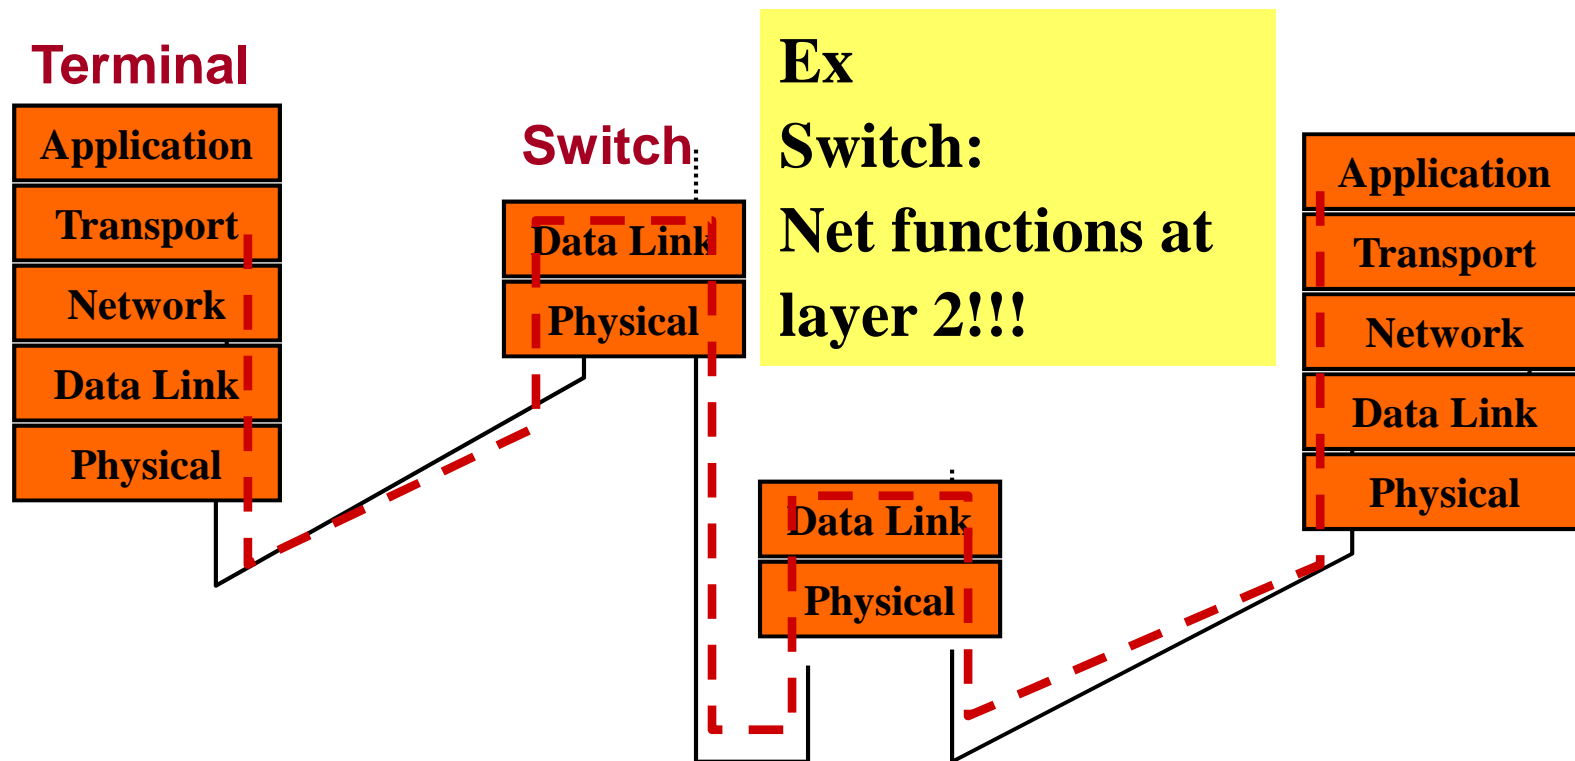 Terminal
Application
Transport
Network
Data Link
Physical
Switch
Data Link
Physical
Ex
Switch:
Net functions at
layer 2!!!
Data Link
Physical
Application
Transport
Network
Data Link
Physical